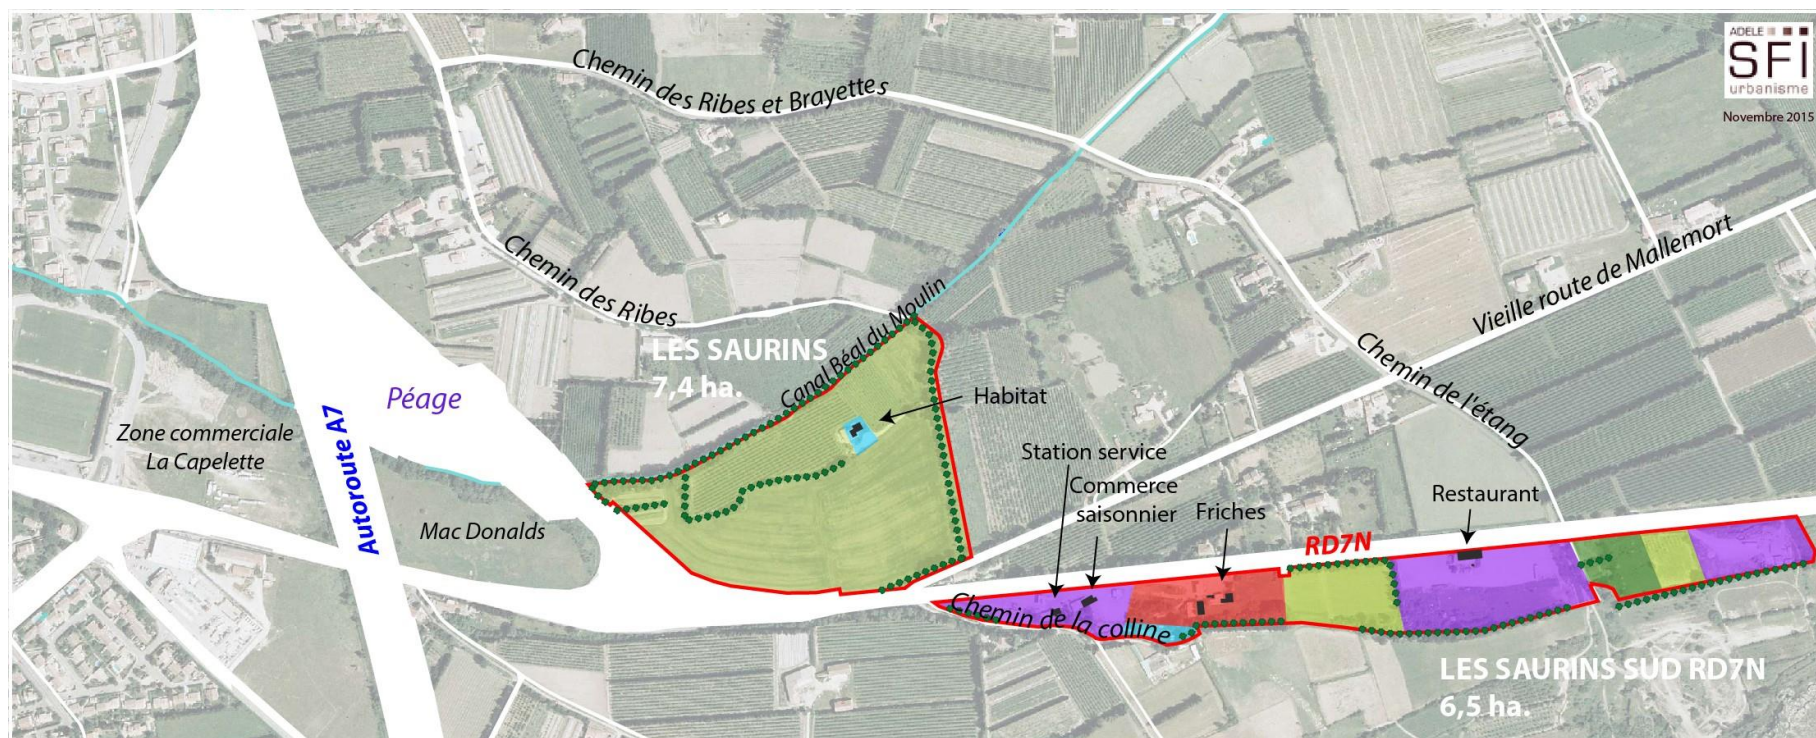 ADELE
SFI
urbanisme
Novembre 2015
Chemin des Ribes et Brayettes
Chemin des Ribes
Canal Béal du Moulin
Vieille route de Mallemort
LES SAURINS
7,4 ha.
Chemin de l'étang
Péage
Habitat
Autoroute A7
Zone commerciale
La Capelette
Station service
Commerce
saisonnier
Friches
Restaurant
Mac Donalds
RD7N
Chemin de la colline
LES SAURINS SUD RD7N
6,5 ha.